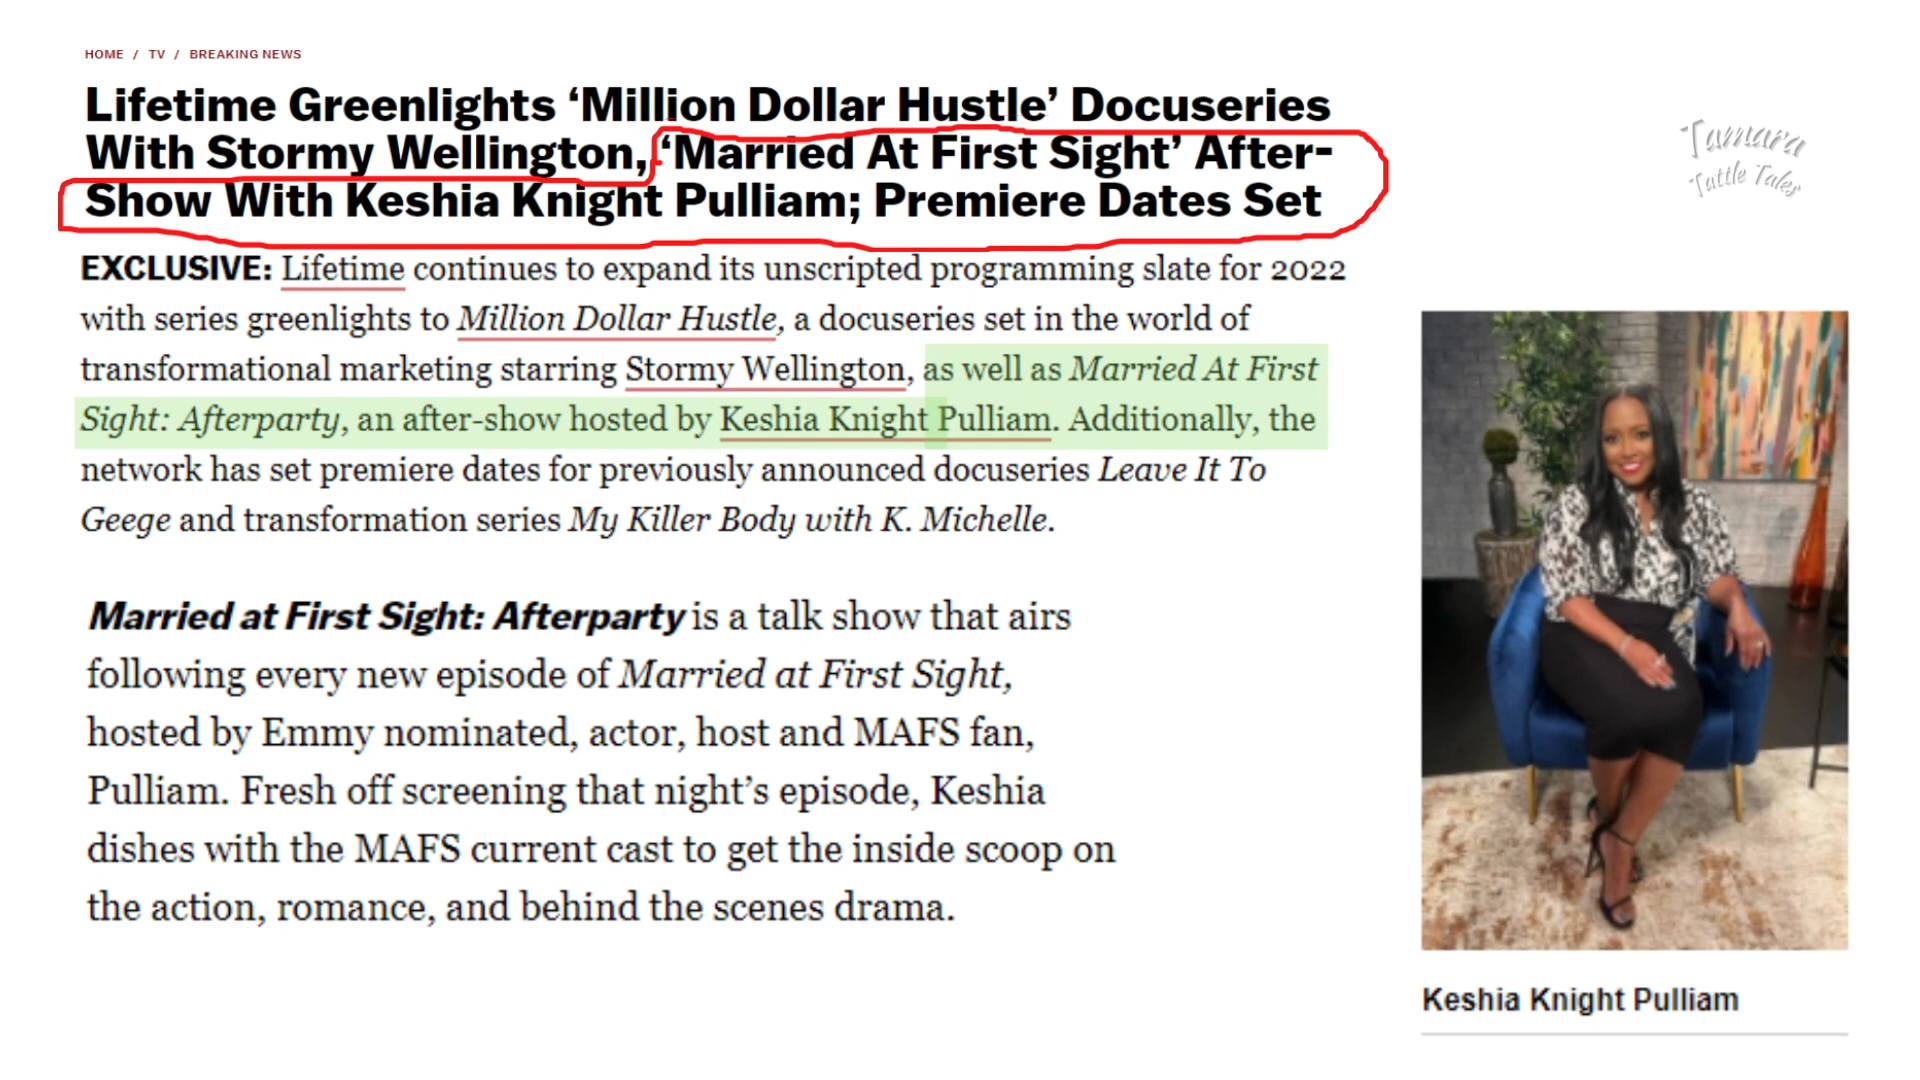 HOME / TV / BREAKING NEWS
Lifetime Greenlights ‘Million Dollar Hustle’ Docuseries
With Stormy Wellington, ‘Married At First Sight’ After-
Show With Keshia Knight Pulliam; Premiere Dates Set
Tamara
Tattle Tales
EXCLUSIVE: Lifetime continues to expand its unscripted programming slate for 2022
with series greenlights to Million Dollar Hustle, a docuseries set in the world of
transformational marketing starring Stormy Wellington, as well as Married At First
Sight: Afterparty, an after-show hosted by Keshia Knight Pulliam. Additionally, the
network has set premiere dates for previously announced docuseries Leave It To
Geege and transformation series My Killer Body with K. Michelle.
Married at First Sight: Afterparty is a talk show that airs
following every new episode of Married at First Sight,
hosted by Emmy nominated, actor, host and MAFS fan,
Pulliam. Fresh off screening that night’s episode, Keshia
dishes with the MAFS current cast to get the inside scoop on
the action, romance, and behind the scenes drama.
Keshia Knight Pulliam